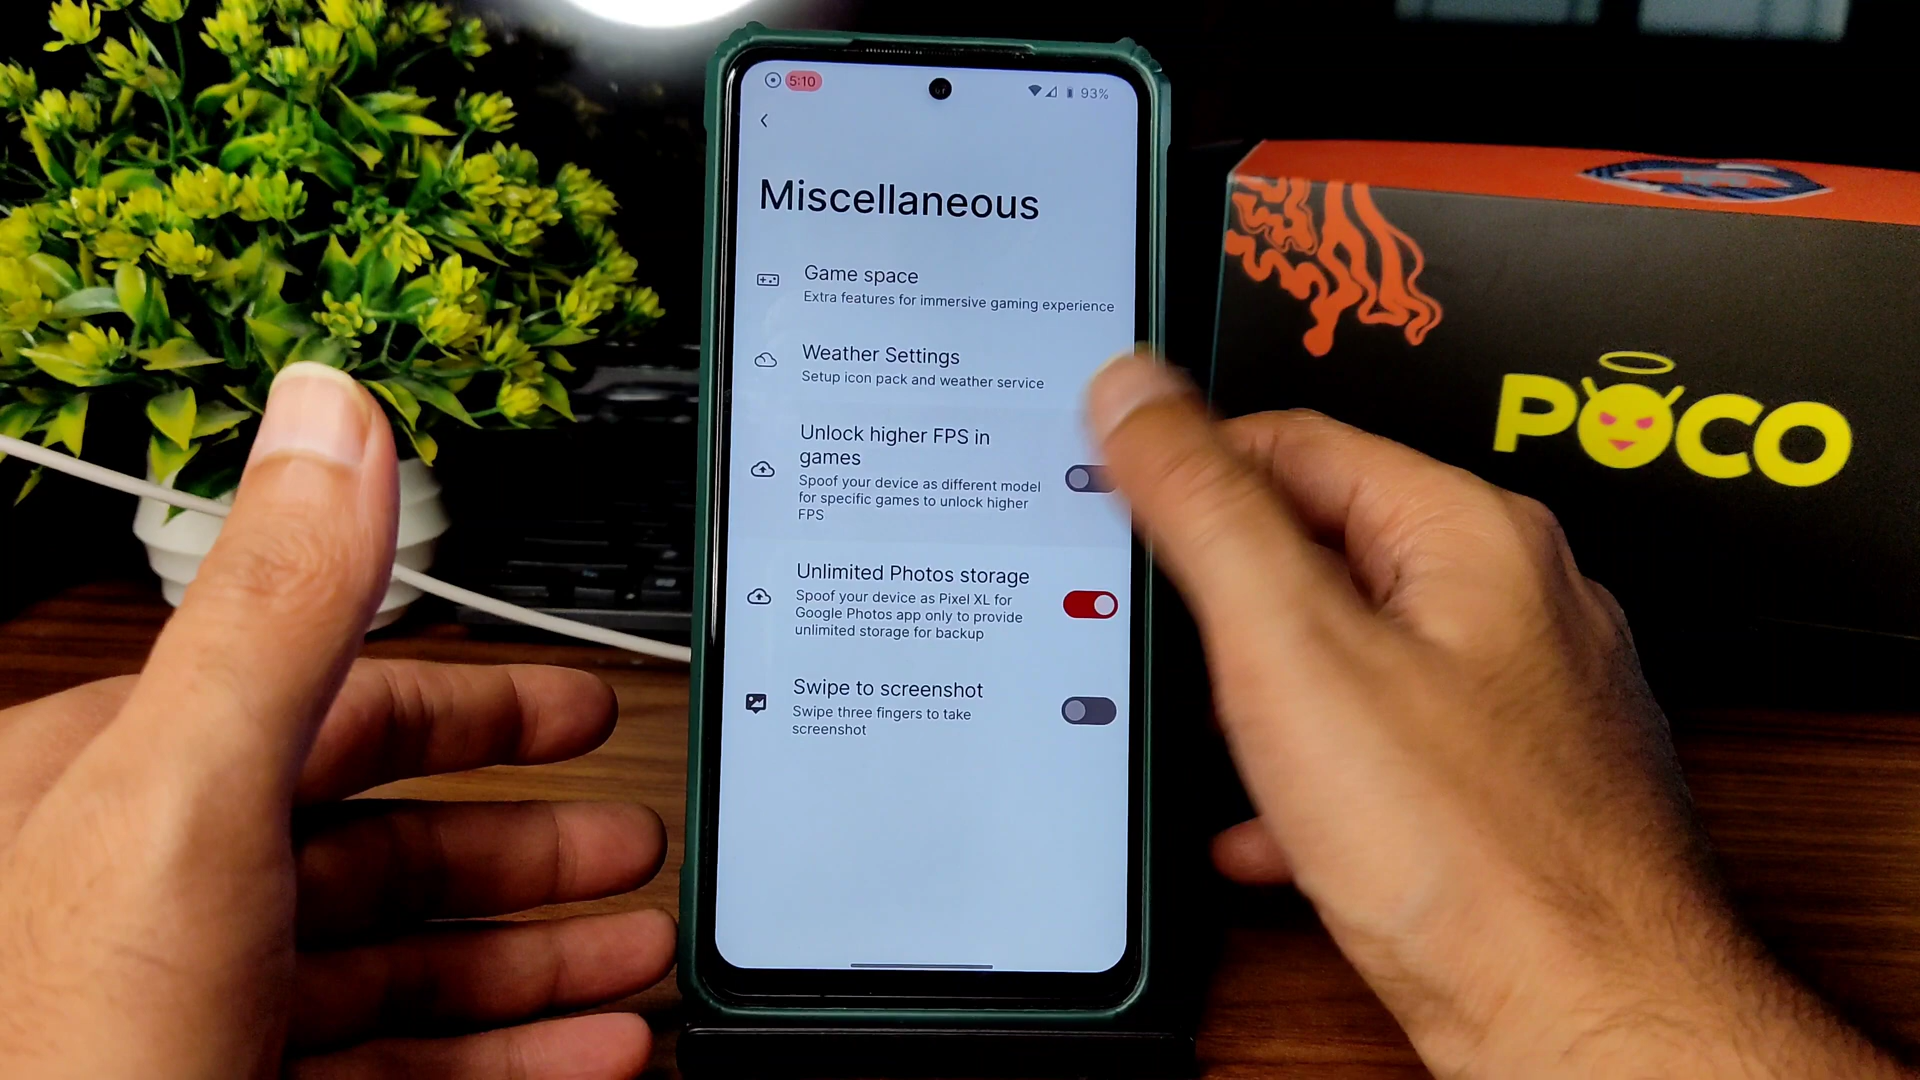 5:10
93%
Miscellaneous
Game space
Extra features for immersive gaming experience
Weather Settings
Setup icon pack and weather service
Unlock higher FPS in
games
Spoof your device as different model
for specific games to unlock higher
FPS
Unlimited Photos storage
Spoof your device as Pixel XL for
Google Photos app only to provide
unlimited storage for backup
Swipe to screenshot
Swipe three fingers to take
screenshot
POCO